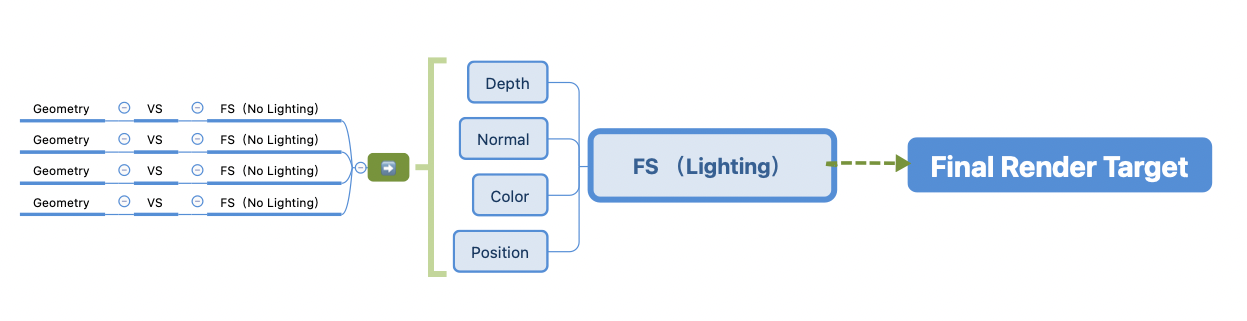 Geometry VS FS（No Lighting）
Geometry VS FS（No Lighting）
Geometry VS FS（No Lighting）
Geometry VS FS（No Lighting）
Depth
Normal
Color
Position
FS （Lighting）
Final Render Target